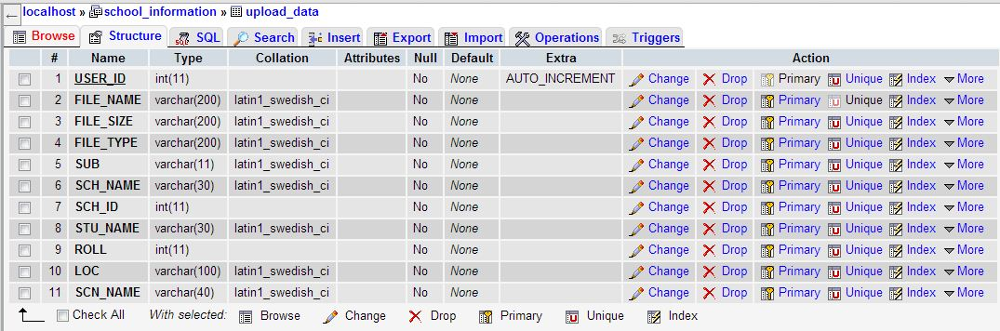 localhost » school_information » upload_data
Browse Structure SQL Search Insert Export Import Operations Triggers
# Name Type Collation Attributes Null Default Extra Action
1 USER_ID int(11) No None AUTO_INCREMENT Change Drop Primary Unique Index More
2 FILE_NAME varchar(200) latin1_swedish_ci No None Change Drop Primary Unique Index More
3 FILE_SIZE varchar(200) latin1_swedish_ci No None Change Drop Primary Unique Index More
4 FILE_TYPE varchar(200) latin1_swedish_ci No None Change Drop Primary Unique Index More
5 SUB varchar(11) latin1_swedish_ci No None Change Drop Primary Unique Index More
6 SCH_NAME varchar(30) latin1_swedish_ci No None Change Drop Primary Unique Index More
7 SCH_ID int(11) No None Change Drop Primary Unique Index More
8 STU_NAME varchar(30) latin1_swedish_ci No None Change Drop Primary Unique Index More
9 ROLL int(11) No None Change Drop Primary Unique Index More
10 LOC varchar(100) latin1_swedish_ci No None Change Drop Primary Unique Index More
11 SCN_NAME varchar(40) latin1_swedish_ci No None Change Drop Primary Unique Index More
Check All With selected: Browse Change Drop Primary Unique Index